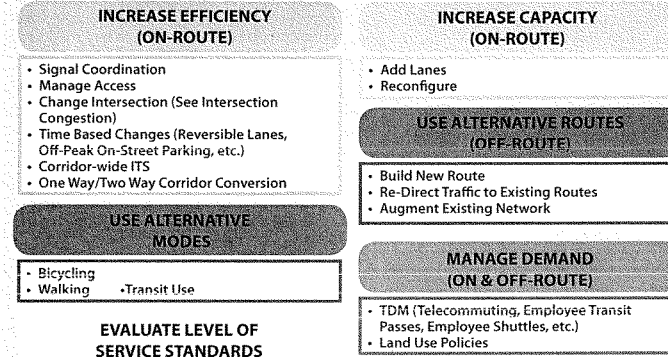 INCREASE EFFICIENCY
(ON-ROUTE)
• Signal Coordination
• Manage Access
• Change Intersection (See Intersection
Congestion)
• Time Based Changes (Reversible Lanes,
Off-Peak On-Street Parking, etc.)
• Corridor-wide ITS
• One Way/Two Way Corridor Conversion
USE ALTERNATIVE
MODES
• Bicycling
• Walking •Transit Use
EVALUATE LEVEL OF
SERVICE STANDARDS
INCREASE CAPACITY
(ON-ROUTE)
• Add Lanes
• Reconfigure
USE ALTERNATIVE ROUTES
(OFF-ROUTE)
• Build New Route
• Re-Direct Traffic to Existing Routes
• Augment Existing Network
MANAGE DEMAND
(ON & OFF-ROUTE)
• TDM (Telecommuting, Employee Transit
Passes, Employee Shuttles, etc.)
• Land Use Policies